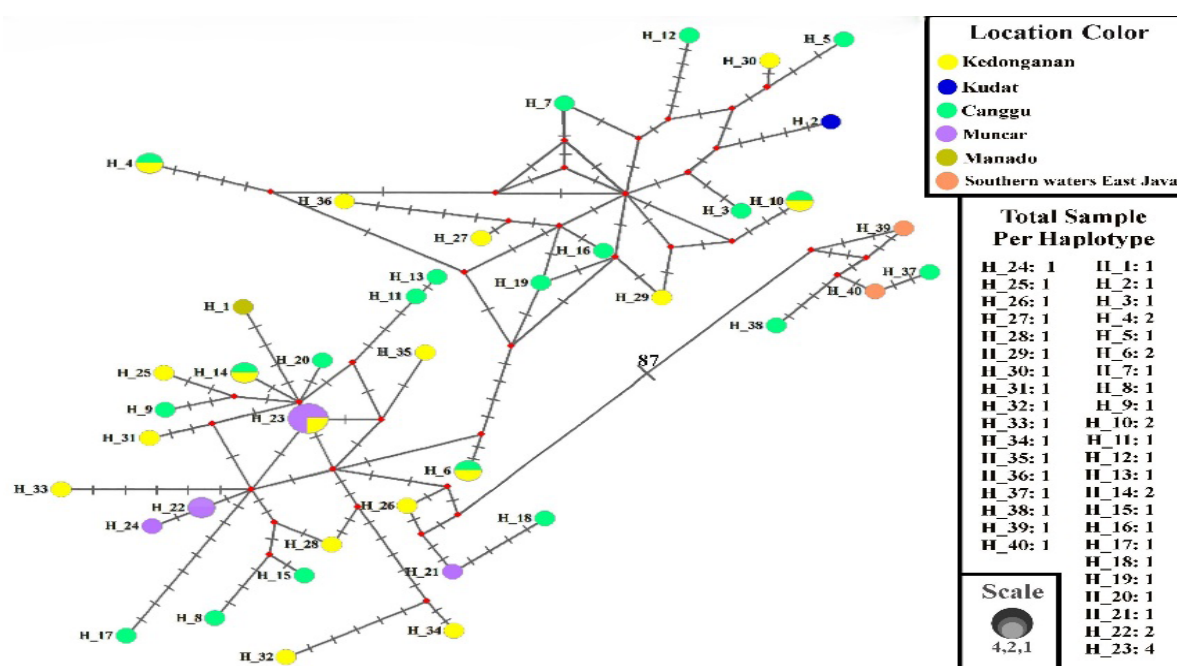 H_12
H_5
H_30
H_7
H_2
H_4
H_36
H_3
H_10
H_27
H_16
H_39
H_13
H_19
H_37
H_11
H_29
H_40
H_1
H_38
H_35
H_20
87
H_25
H_14
H_9
H_23
H_31
H_6
H_33
H_22
H_26
H_24
H_18
H_28
H_21
H_15
H_8
H_17
H_34
H_32
Location Color
Kedonganan
Kudat
Canggu
Muncar
Manado
Southern waters East Java
Total Sample
Per Haplotype
H_24: 1
H_25: 1
H_26: 1
H_27: 1
H_28: 1
H_29: 1
H_30: 1
H_31: 1
H_32: 1
H_33: 1
H_34: 1
H_35: 1
H_36: 1
H_37: 1
H_38: 1
H_39: 1
H_40: 1
H_1: 1
H_2: 1
H_3: 1
H_4: 2
H_5: 1
H_6: 2
H_7: 1
H_8: 1
H_9: 1
H_10: 2
H_11: 1
H_12: 1
H_13: 1
H_14: 2
H_15: 1
H_16: 1
H_17: 1
H_18: 1
H_19: 1
H_20: 1
H_21: 1
H_22: 2
H_23: 4
Scale
4,2,1